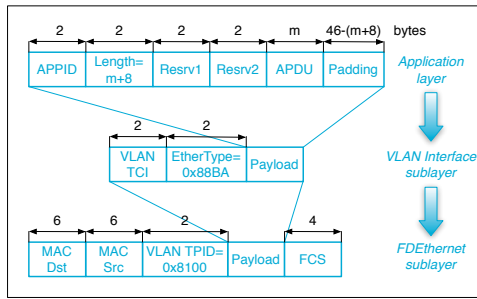 2 2 2 2 m 46-(m+8) bytes
APPID Length= m+8 Resrv1 Resrv2 APDU Padding
Application layer
2 2
VLAN TCI EtherType= 0x88BA Payload
VLAN Interface sublayer
6 6 2 4
MAC Dst MAC Src VLAN TPID= 0x8100 Payload FCS
FDEthernet sublayer